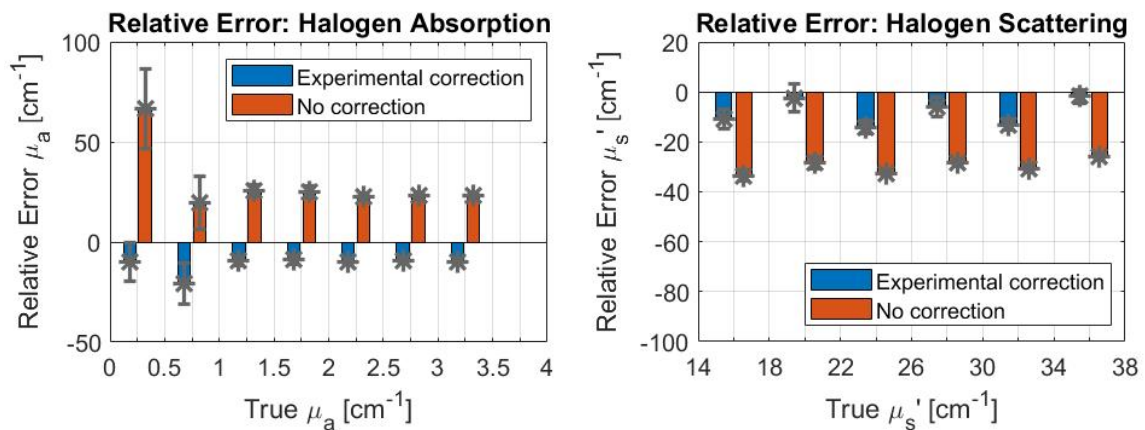 Relative Error: Halogen Absorption
100
50
0
-50
Relative Error μa [cm-1]
Experimental correction
No correction
0 0.5 1 1.5 2 2.5 3 3.5 4
True μa [cm-1]
Relative Error: Halogen Scattering
20
0
-20
-40
-60
-80
-100
Relative Error μs' [cm-1]
Experimental correction
No correction
14 18 22 26 30 34 38
True μs' [cm-1]